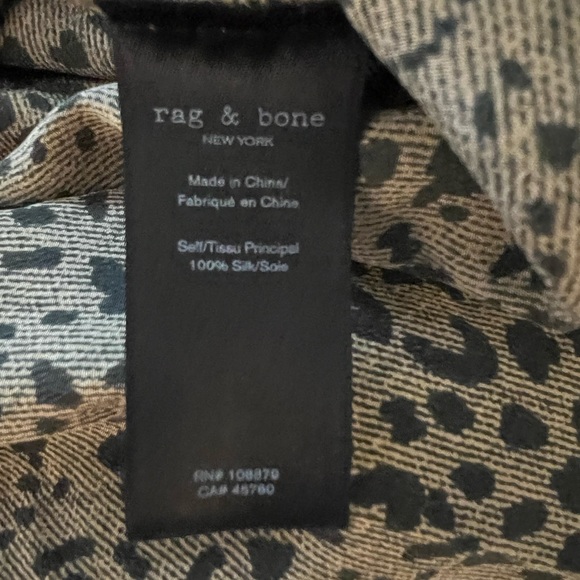 rag & bone
NEW YORK
Made in China/
Fabriqué en Chine
Self/Tissu Principal
100% Silk/Soie
RN# 108879
CA# 45760